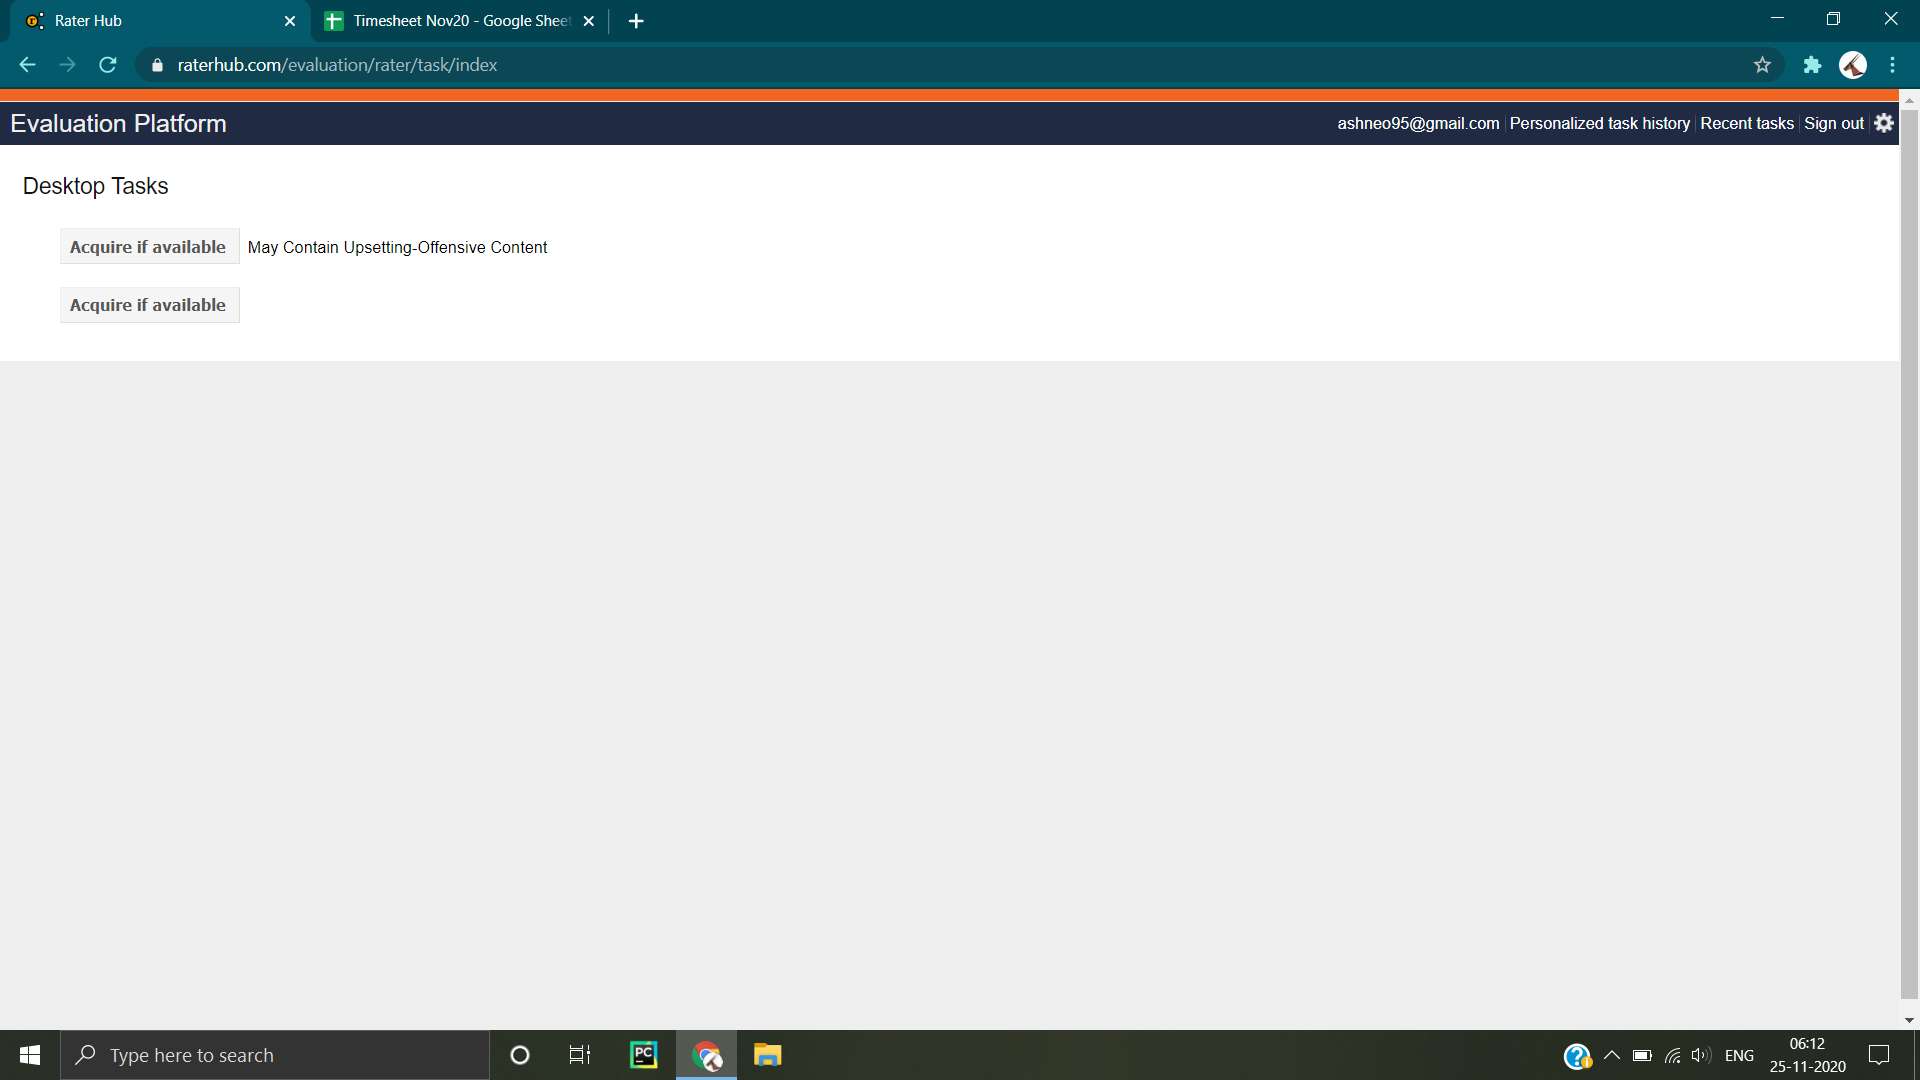 Rater Hub
Timesheet Nov20 - Google Sheet
raterhub.com/evaluation/rater/task/index
Evaluation Platform
ashneo95@gmail.com Personalized task history Recent tasks Sign out
Desktop Tasks
Acquire if available May Contain Upsetting-Offensive Content
Acquire if available
Type here to search
PC
ENG
06:12
25-11-2020